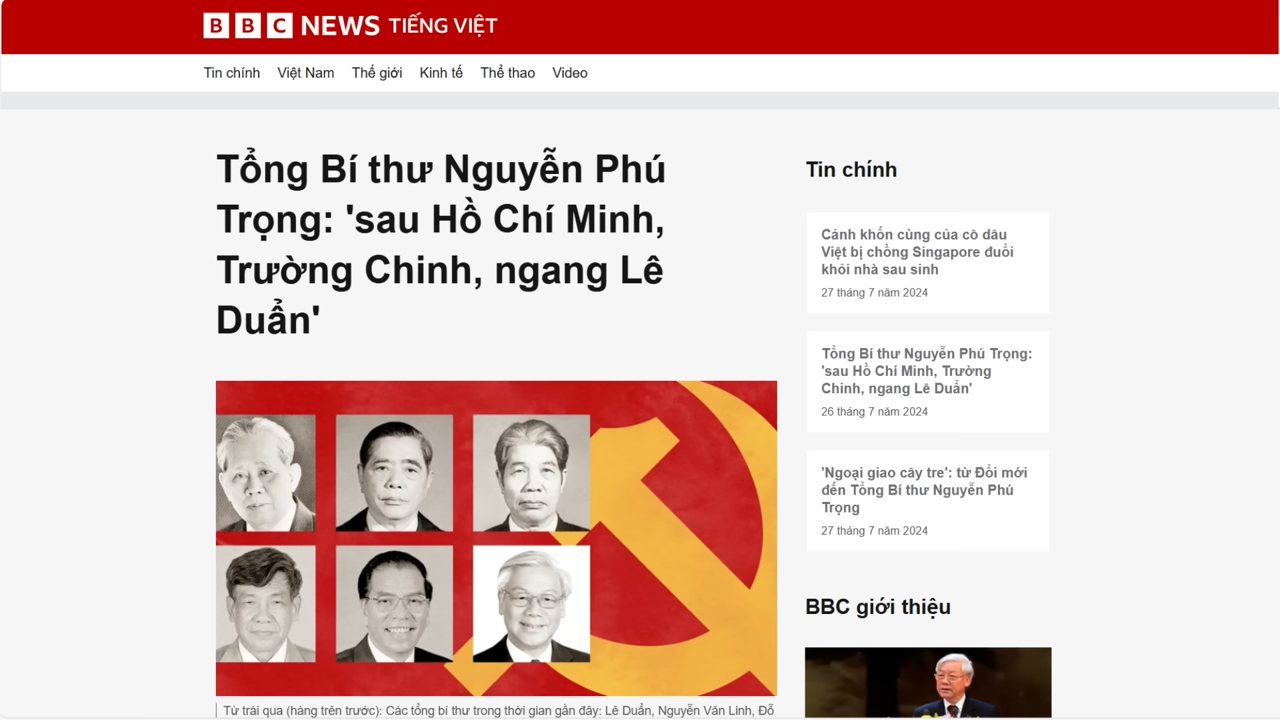 BBC NEWS TIẾNG VIỆT
Tin chính Việt Nam Thế giới Kinh tế Thể thao Video
Tổng Bí thư Nguyễn Phú
Trọng: 'sau Hồ Chí Minh,
Trường Chinh, ngang Lê
Duẩn'
Từ trái qua (hàng trên trước): Các tổng bí thư trong thời gian gần đây: Lê Duẩn, Nguyễn Văn Linh, Đỗ
Tin chính
Cảnh khốn cùng của cô dâu
Việt bị chồng Singapore đuổi
khỏi nhà sau sinh
27 tháng 7 năm 2024
Tổng Bí thư Nguyễn Phú Trọng:
'sau Hồ Chí Minh, Trường
Chinh, ngang Lê Duẩn'
26 tháng 7 năm 2024
'Ngoại giao cây tre': từ Đổi mới
đến Tổng Bí thư Nguyễn Phú
Trọng
27 tháng 7 năm 2024
BBC giới thiệu